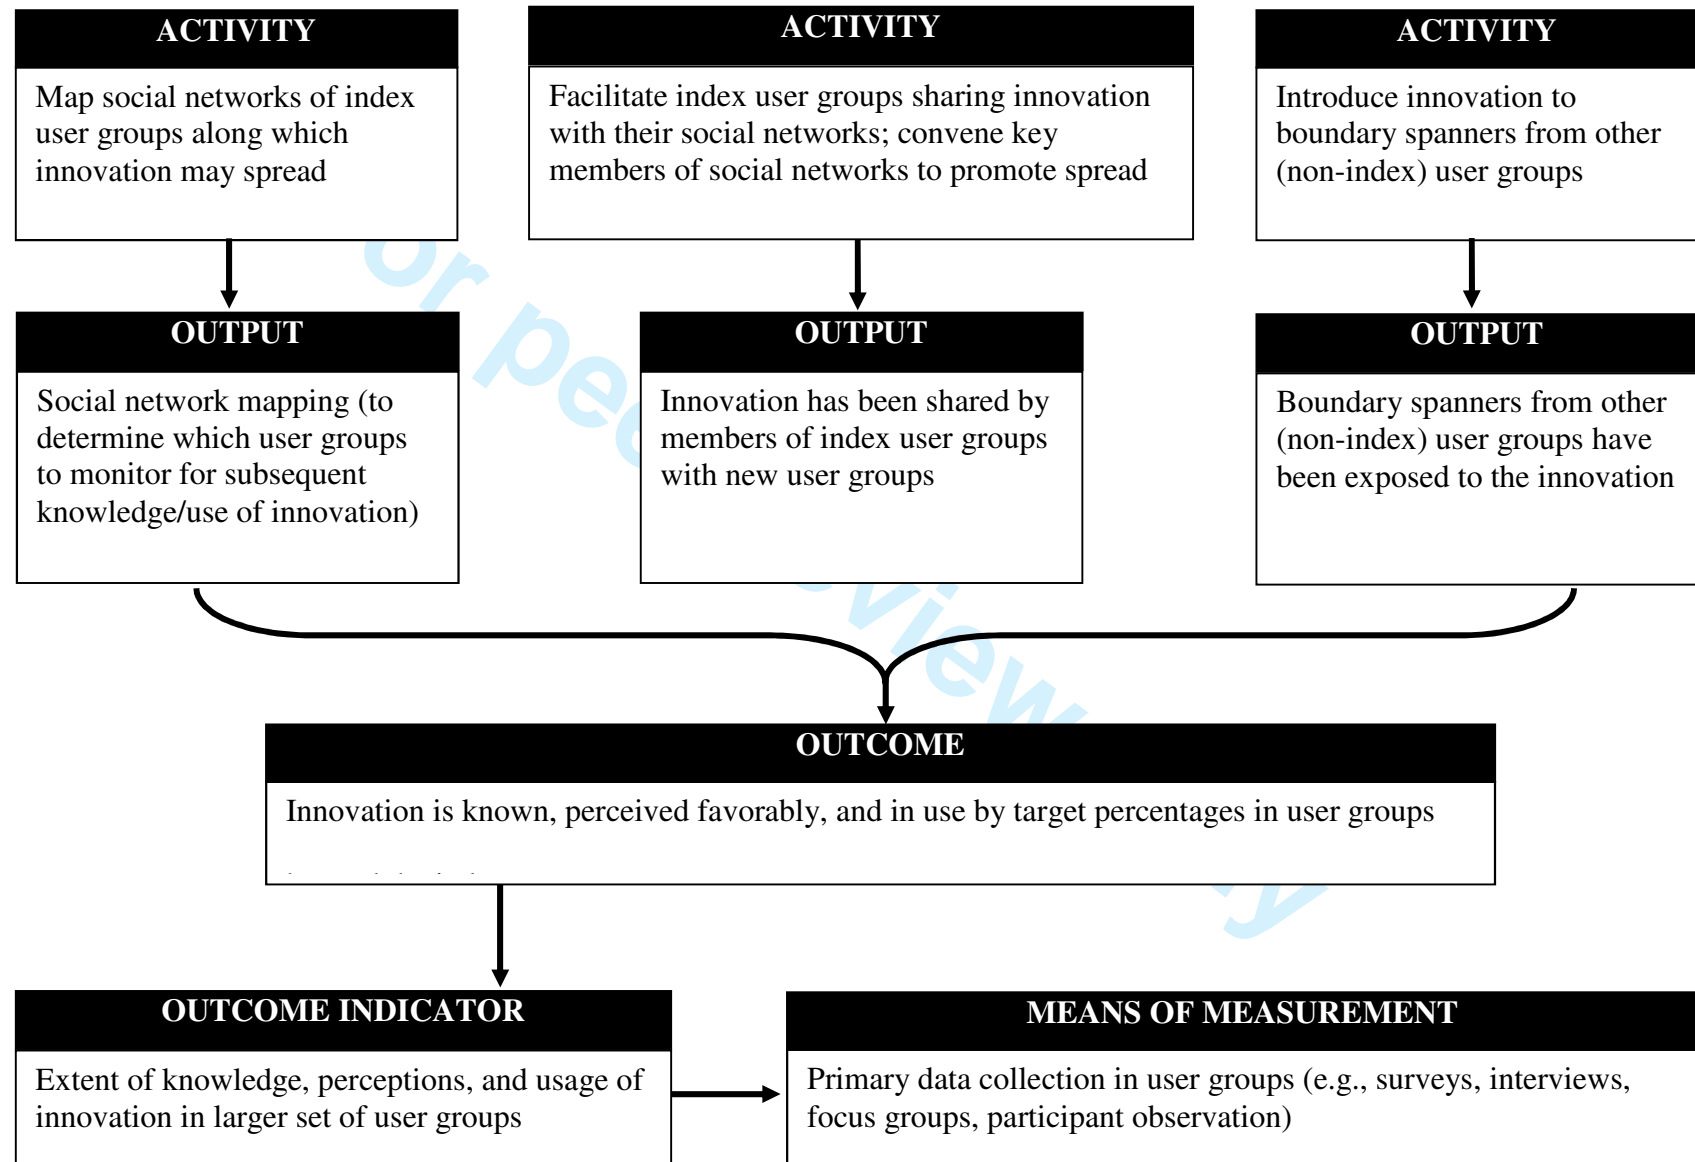 ACTIVITY
Map social networks of index
user groups along which
innovation may spread
ACTIVITY
Facilitate index user groups sharing innovation
with their social networks; convene key
members of social networks to promote spread
ACTIVITY
Introduce innovation to
boundary spanners from other
(non-index) user groups
OUTPUT
Social network mapping (to
determine which user groups
to monitor for subsequent
knowledge/use of innovation)
OUTPUT
Innovation has been shared by
members of index user groups
with new user groups
OUTPUT
Boundary spanners from other
(non-index) user groups have
been exposed to the innovation
OUTCOME
Innovation is known, perceived favorably, and in use by target percentages in user groups
OUTCOME INDICATOR
Extent of knowledge, perceptions, and usage of
innovation in larger set of user groups
MEANS OF MEASUREMENT
Primary data collection in user groups (e.g., surveys, interviews,
focus groups, participant observation)